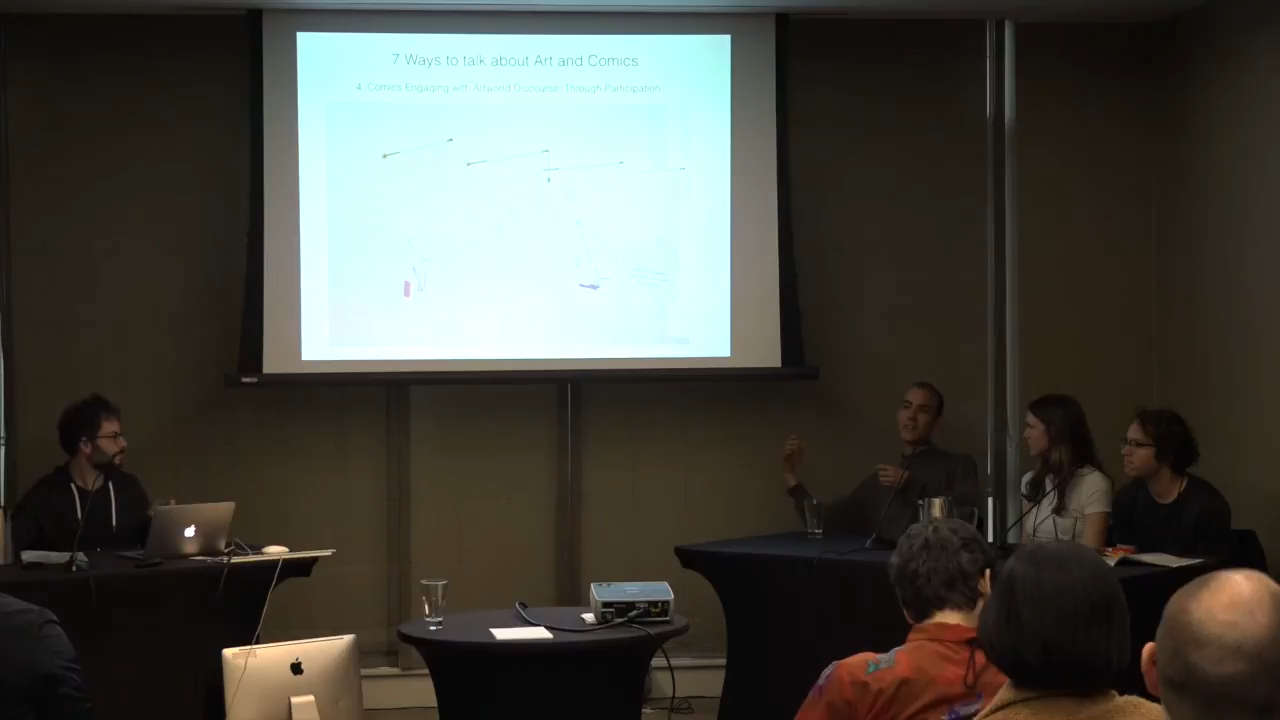 7 Ways to talk about Art and Comics
4. Comics Engaging with Artworld Discourse: Through Participation